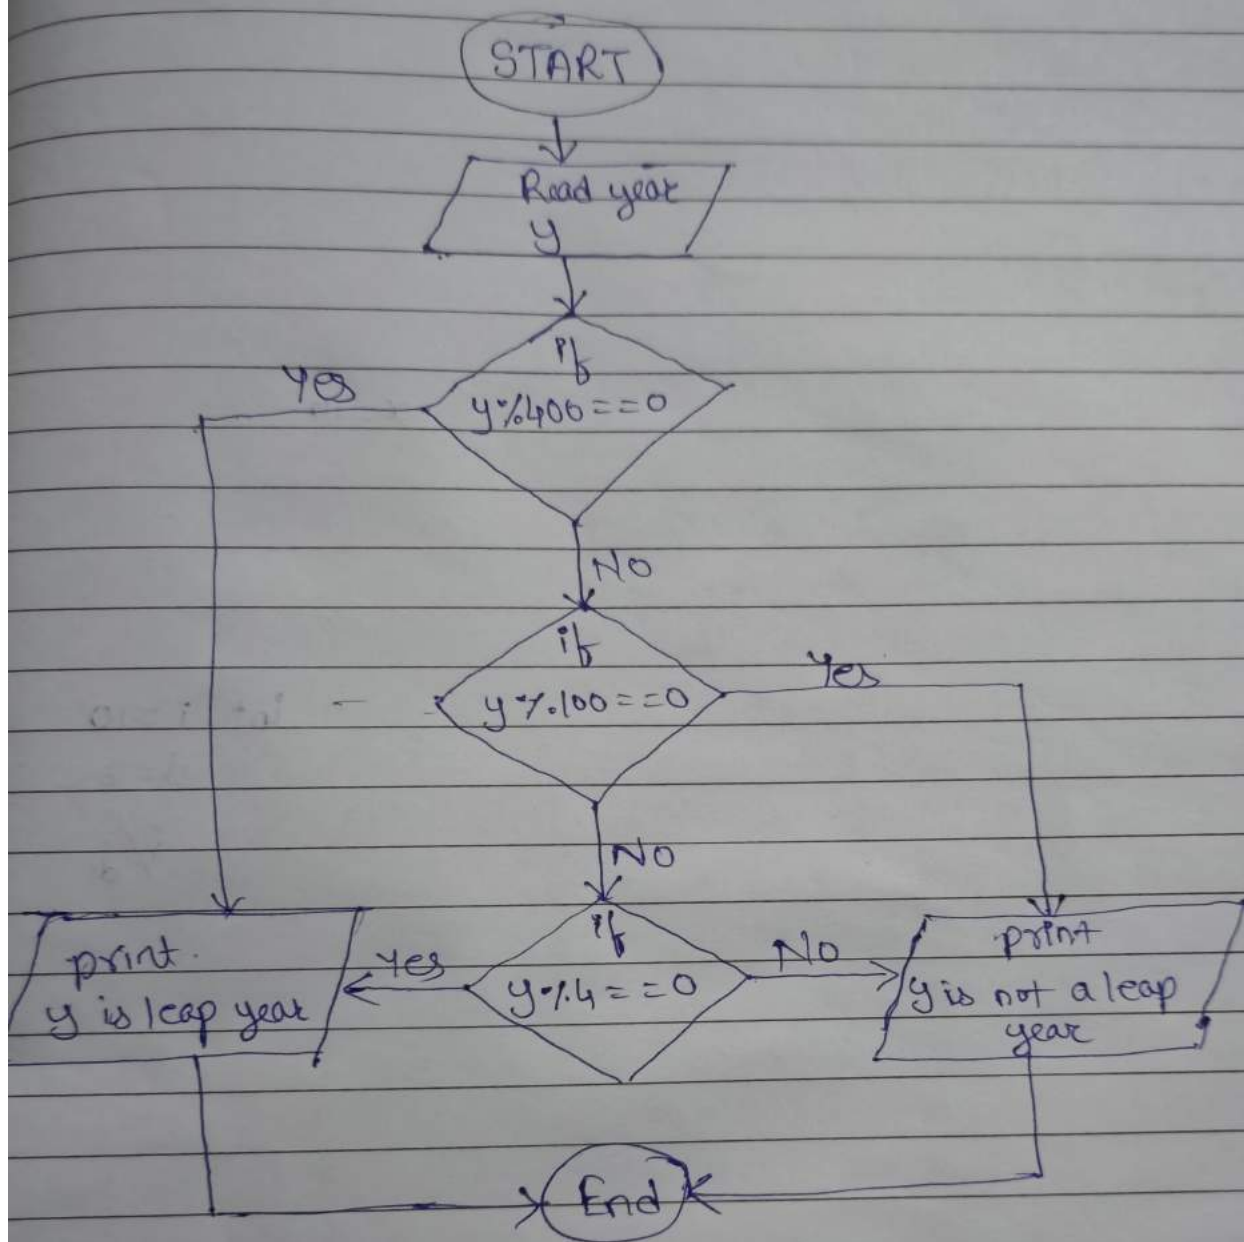 START
Read year
y
if
Yes
y%400==0
No
if
y%100==0
Yes
No
if
print.
y is leap year
Yes
y%4==0
No
print
y is not a leap
year
End